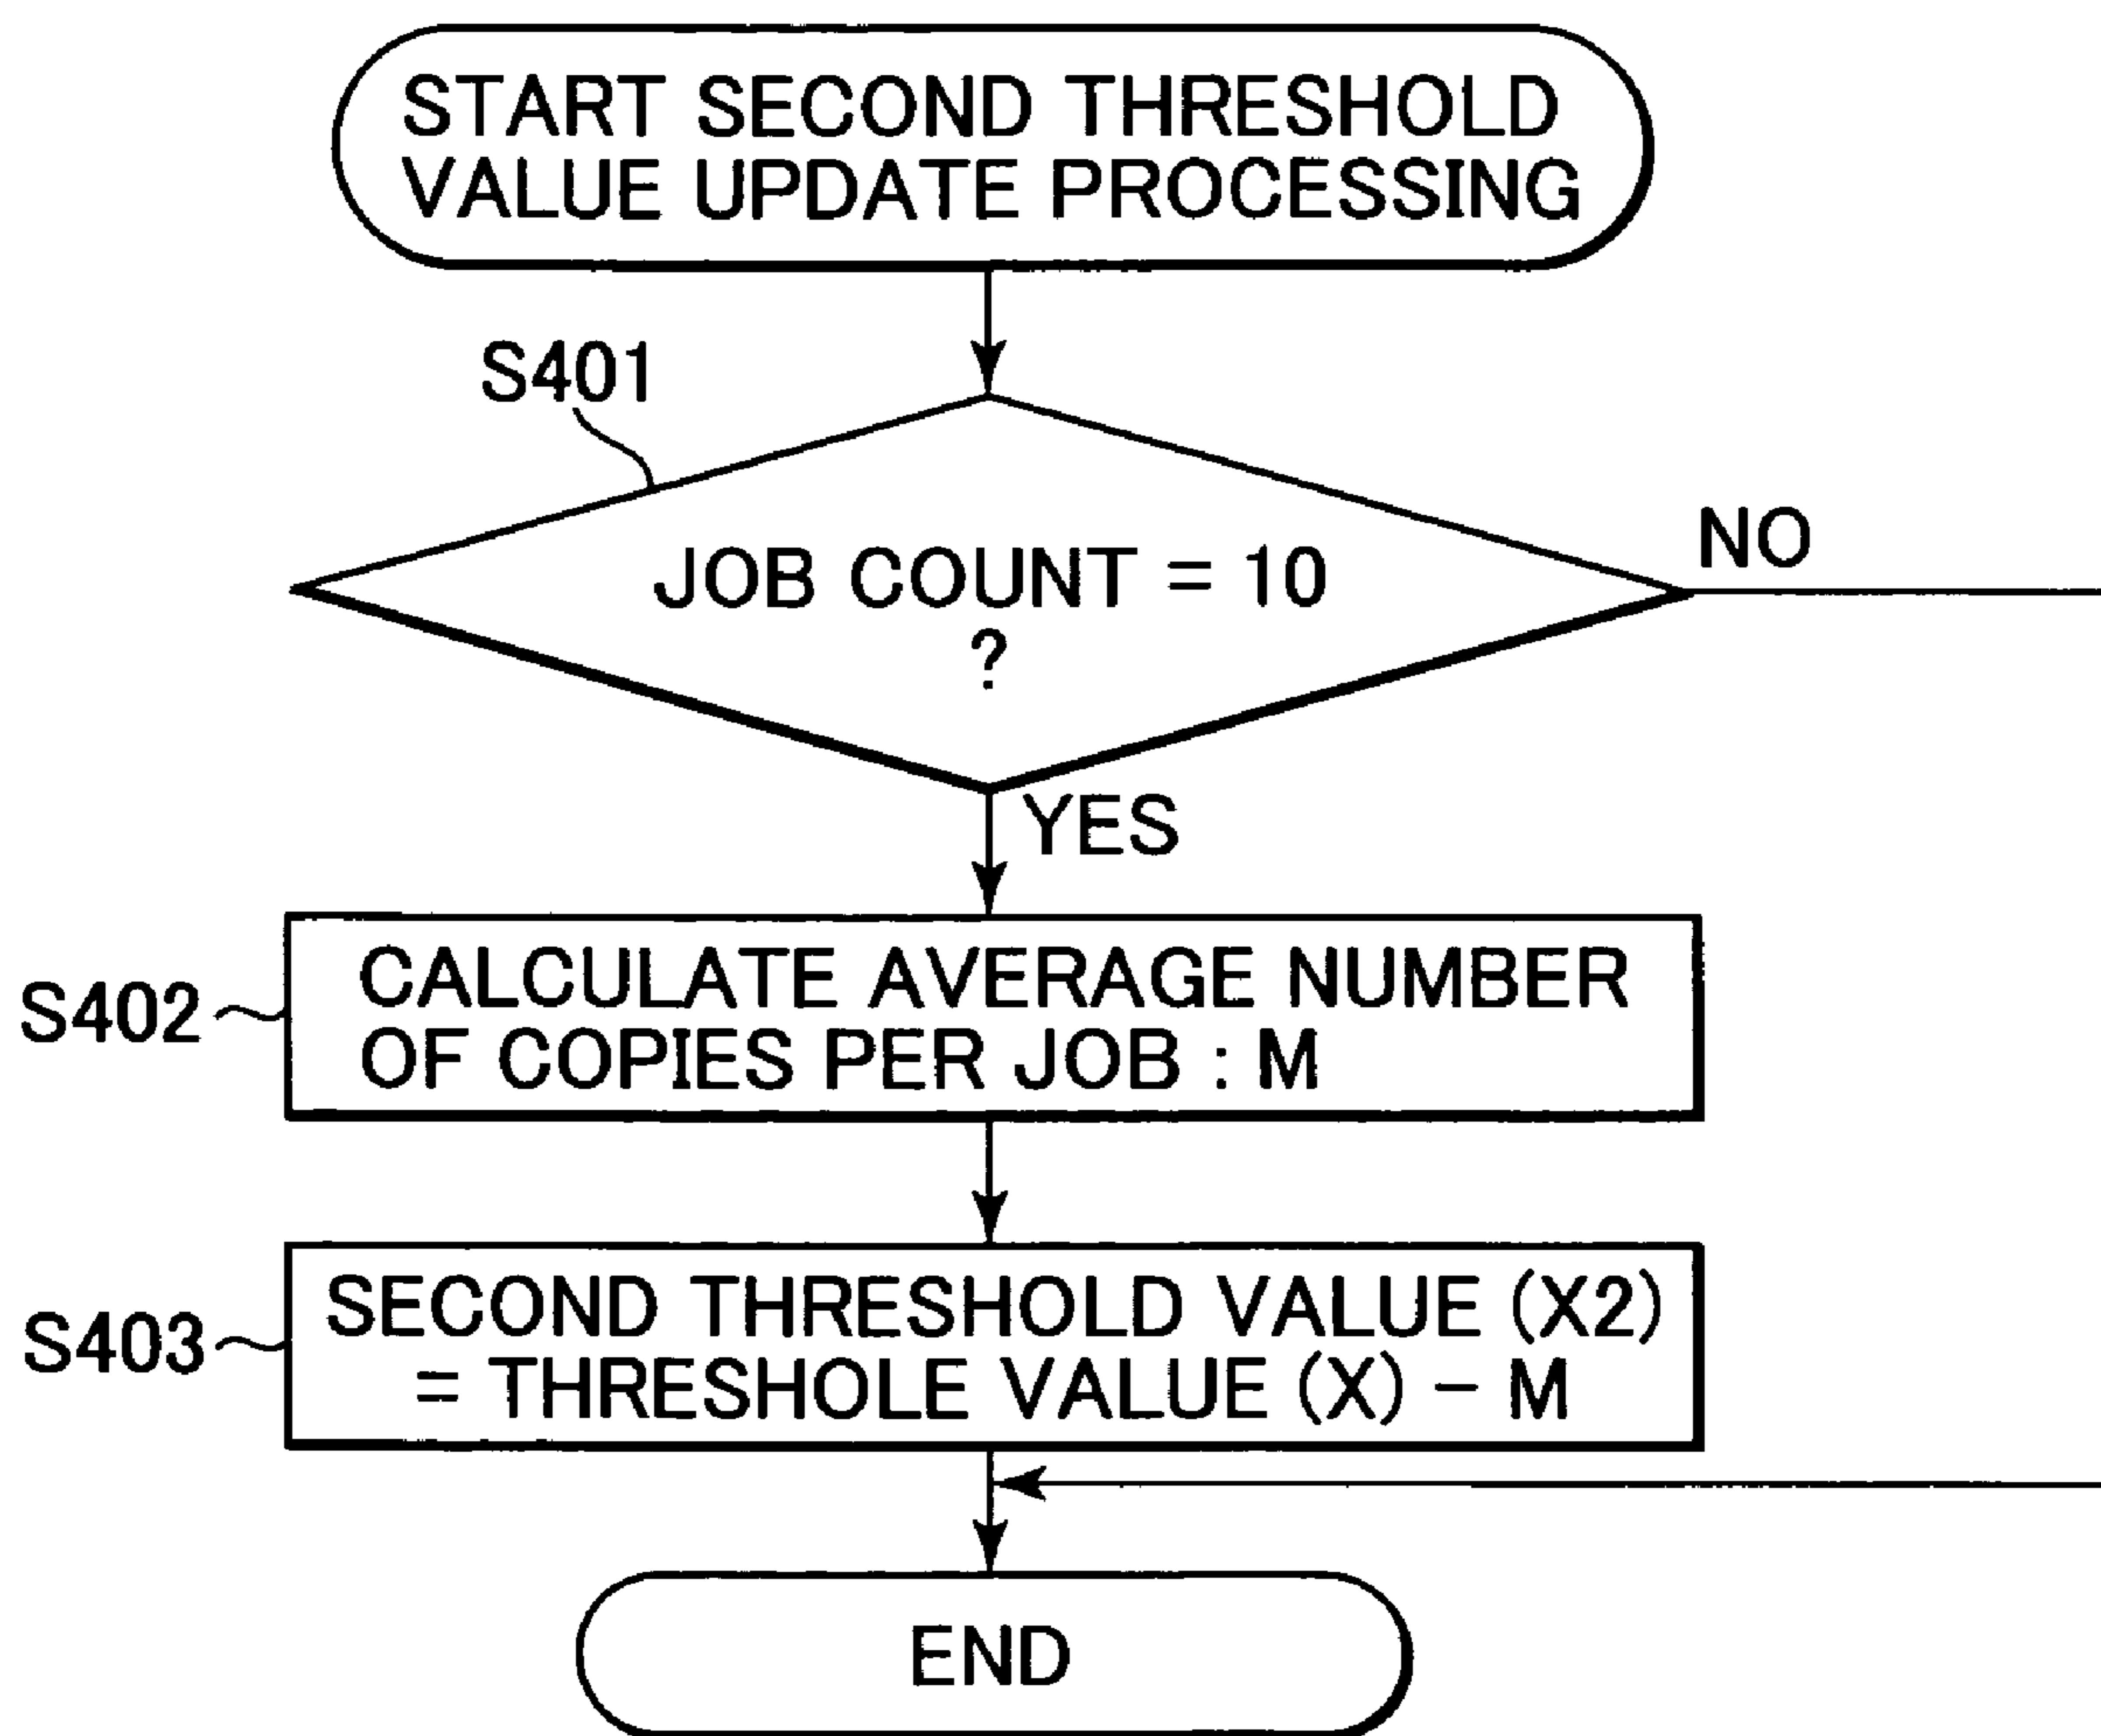 START SECOND THRESHOLD
VALUE UPDATE PROCESSING
S401
JOB COUNT = 10
?
NO
YES
S402
CALCULATE AVERAGE NUMBER
OF COPIES PER JOB : M
S403
SECOND THRESHOLD VALUE (X2)
= THRESHOLE VALUE (X) − M
END